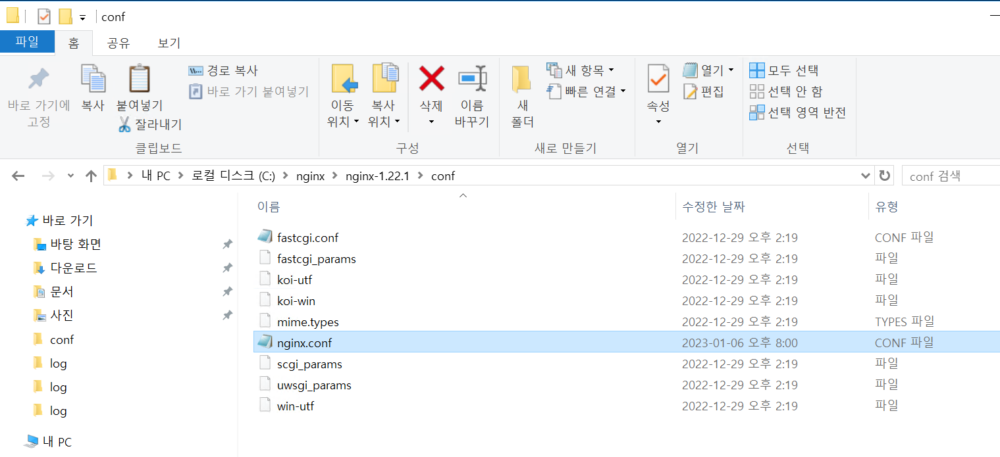 conf
파일 홈 공유 보기
바로 가기에 고정
복사
붙여넣기
경로 복사
바로 가기 붙여넣기
잘라내기
클립보드
이동 위치
복사 위치
삭제
이름 바꾸기
구성
새 폴더
새 항목
빠른 연결
새로 만들기
속성
열기
편집
열기
모두 선택
선택 안 함
선택 영역 반전
선택
내 PC 로컬 디스크 (C:) nginx nginx-1.22.1 conf
conf 검색
바로 가기
바탕 화면
다운로드
문서
사진
conf
log
log
log
내 PC
이름 수정한 날짜 유형
fastcgi.conf 2022-12-29 오후 2:19 CONF 파일
fastcgi_params 2022-12-29 오후 2:19 파일
koi-utf 2022-12-29 오후 2:19 파일
koi-win 2022-12-29 오후 2:19 파일
mime.types 2022-12-29 오후 2:19 TYPES 파일
nginx.conf 2023-01-06 오후 8:00 CONF 파일
scgi_params 2022-12-29 오후 2:19 파일
uwsgi_params 2022-12-29 오후 2:19 파일
win-utf 2022-12-29 오후 2:19 파일